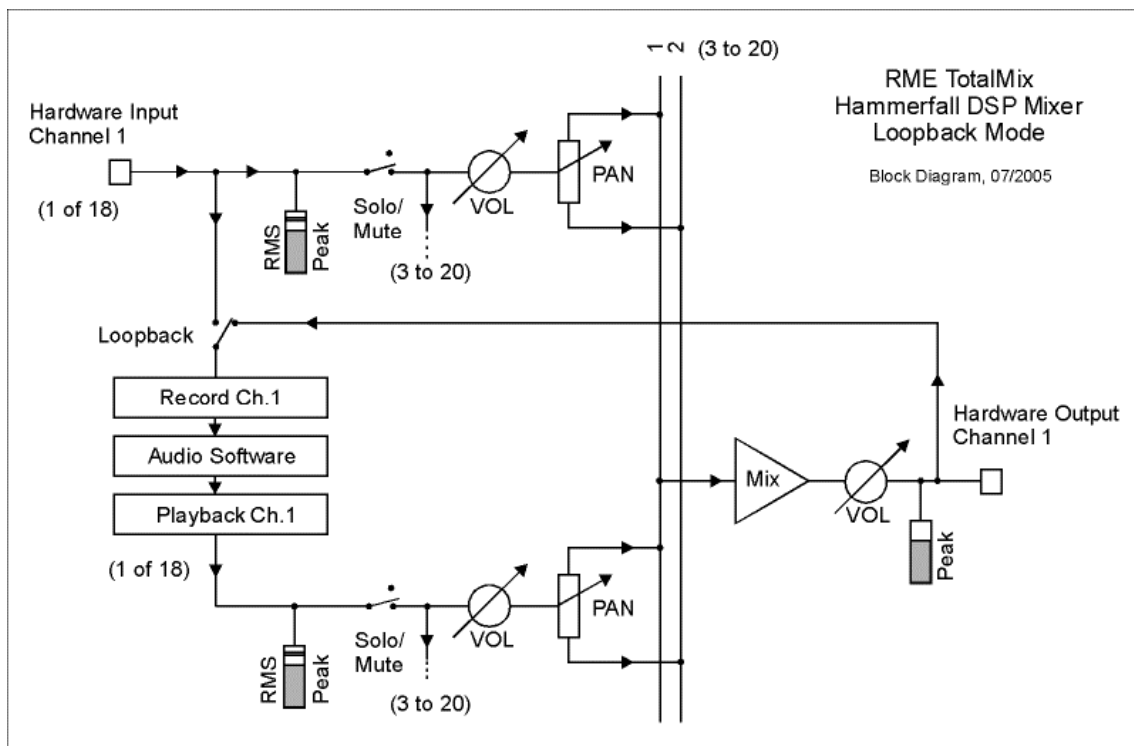 1
2
(3 to 20)
RME TotalMix
Hammerfall DSP Mixer
Loopback Mode
Block Diagram, 07/2005
Hardware Input
Channel 1
(1 of 18)
RMS
Peak
Solo/
Mute
(3 to 20)
VOL
PAN
Loopback
Record Ch.1
Audio Software
Playback Ch.1
(1 of 18)
RMS
Peak
Solo/
Mute
(3 to 20)
VOL
PAN
Mix
VOL
Hardware Output
Channel 1
Peak